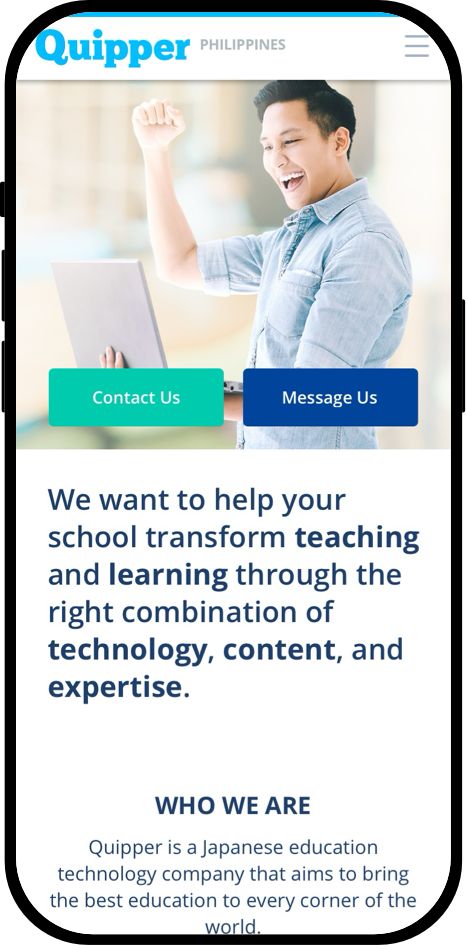 Quipper PHILIPPINES
Contact Us
Message Us
We want to help your
school transform teaching
and learning through the
right combination of
technology, content, and
expertise.
WHO WE ARE
Quipper is a Japanese education
technology company that aims to bring
the best education to every corner of the
world.